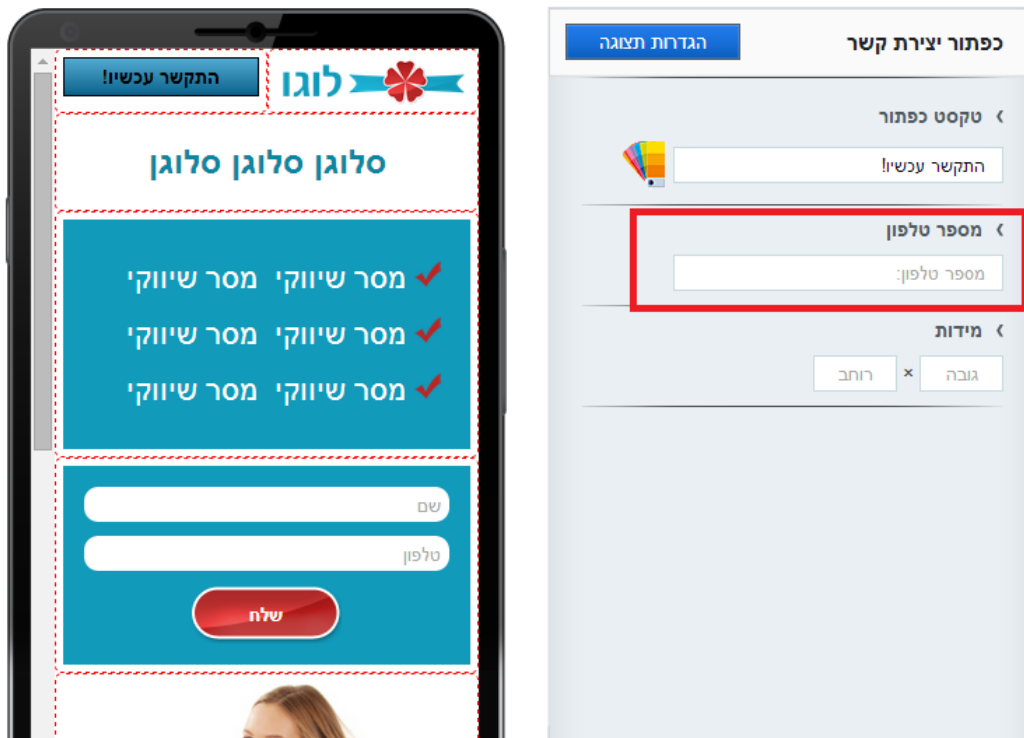 כפתור יצירת קשר
הגדרות תצוגה
טקסט כפתור
התקשר עכשיו!
מספר טלפון
מספר טלפון:
מידות
גובה × רוחב
לוגו
התקשר עכשיו!
סלוגן סלוגן סלוגן
מסר שיווקי מסר שיווקי
מסר שיווקי מסר שיווקי
מסר שיווקי מסר שיווקי
שם
טלפון
שלח